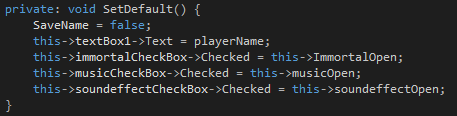 private: void SetDefault() {
    SaveName = false;
    this->textBox1->Text = playerName;
    this->immortalCheckBox->Checked = this->ImmortalOpen;
    this->musicCheckBox->Checked = this->musicOpen;
    this->soundeffectCheckBox->Checked = this->soundeffectOpen;
}